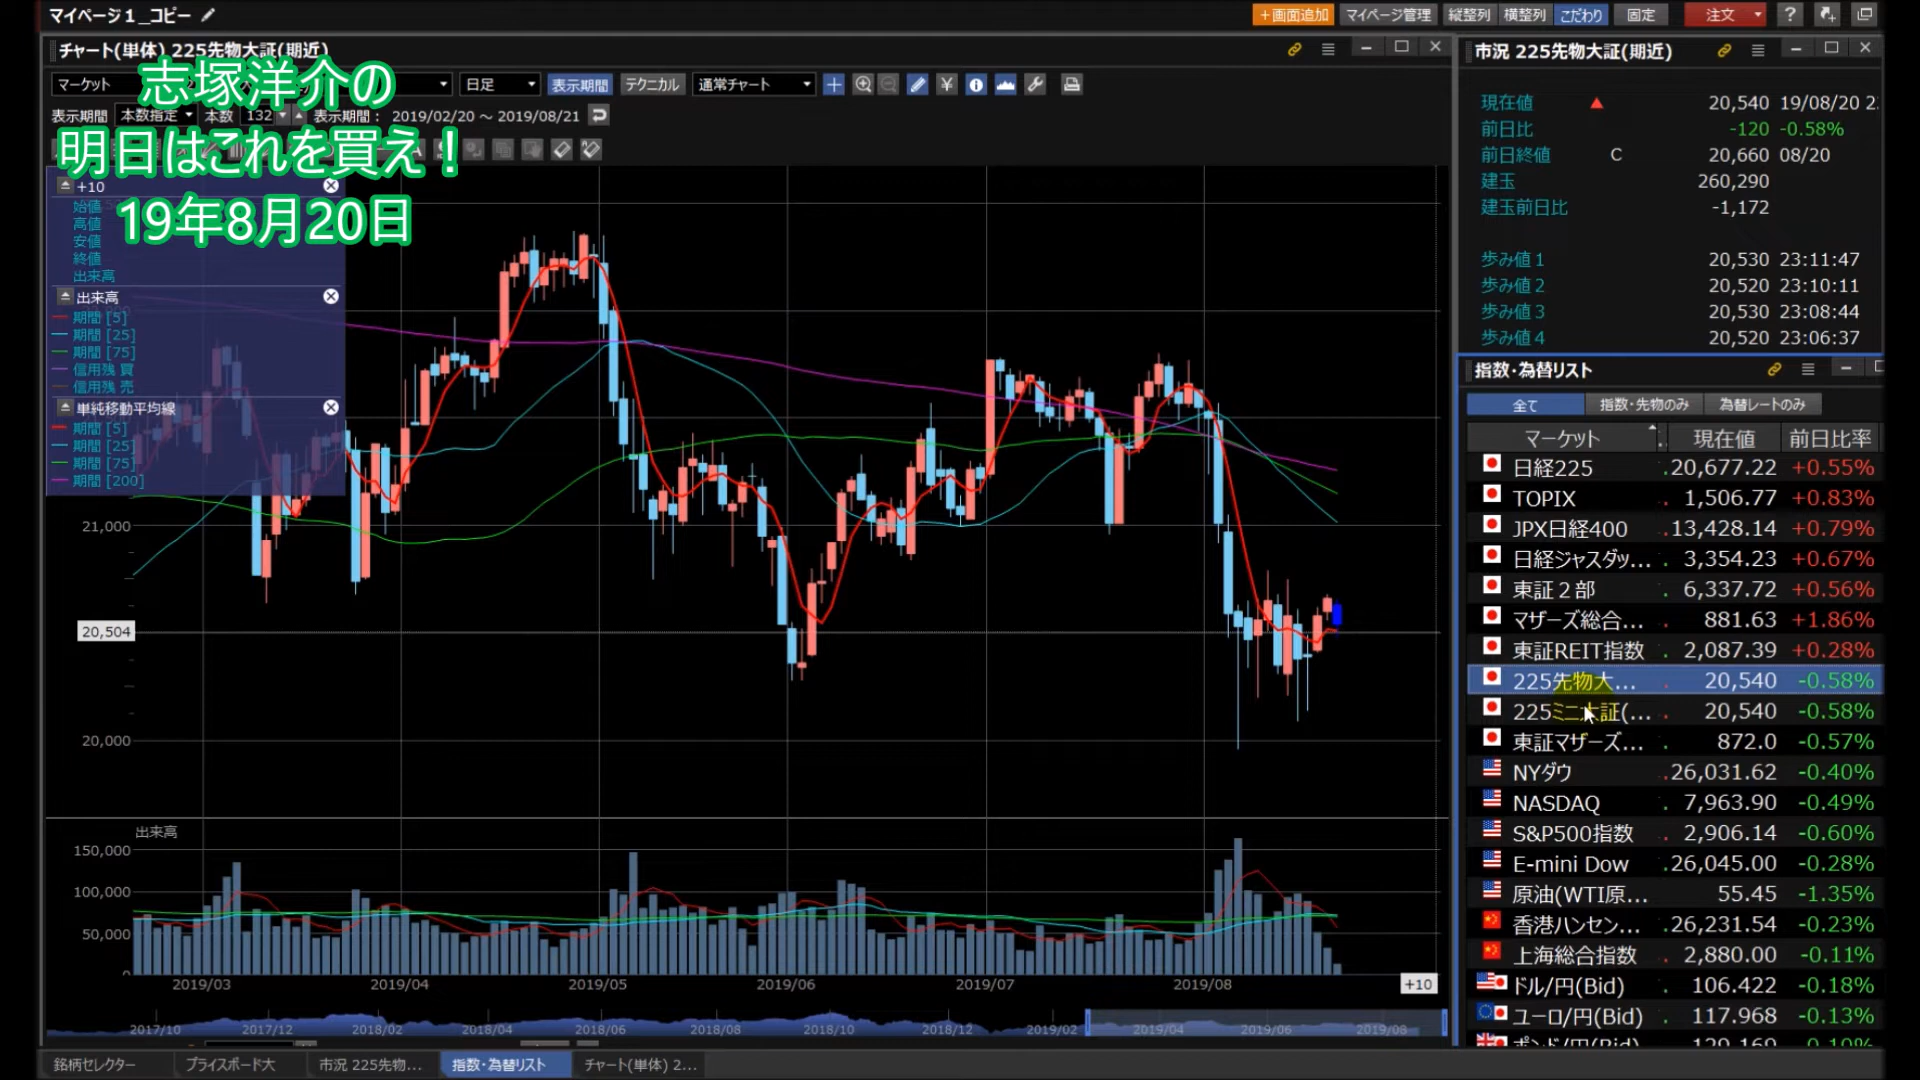 マイページ1_コピー
+画面追加 マイページ管理 縦整列 横整列 こだわり 固定 注文 ?
チャート(単体) 225先物大証(期近)
マーケット 日足 表示期間 テクニカル 通常チャート ¥
表示期間 本数指定 本数 132 表示期間: 2019/02/20 ～ 2019/08/21
志塚洋介の
明日はこれを買え!
19年8月20日
+10
始値
高値
安値
終値
出来高
出来高
期間 [5]
期間 [25]
期間 [75]
信用残 買
信用残 売
単純移動平均線
期間 [5]
期間 [25]
期間 [75]
期間 [200]
21,000
20,504
20,000
出来高
150,000
100,000
50,000
0
2019/03 2019/04 2019/05 2019/06 2019/07 2019/08 +10
2017/10 2017/12 2018/02 2018/04 2018/06 2018/08 2018/10 2018/12 2019/02 2019/04 2019/06 2019/08
銘柄セレクター プライスボード大 市況 225先物... 指数・為替リスト チャート(単体) 2...
市況 225先物大証(期近)
現在値 ▲ 20,540 19/08/20
前日比 -120 -0.58%
前日終値 C 20,660 08/20
建玉 260,290
建玉前日比 -1,172
歩み値1 20,530 23:11:47
歩み値2 20,520 23:10:11
歩み値3 20,530 23:08:44
歩み値4 20,520 23:06:37
指数・為替リスト
全て 指数・先物のみ 為替レートのみ
マーケット 現在値 前日比率
日経225 20,677.22 +0.55%
TOPIX 1,506.77 +0.83%
JPX日経400 13,428.14 +0.79%
日経ジャスダッ... 3,354.23 +0.67%
東証2部 6,337.72 +0.56%
マザーズ総合... 881.63 +1.86%
東証REIT指数 2,087.39 +0.28%
225先物大... 20,540 -0.58%
225ミニ大証(... 20,540 -0.58%
東証マザーズ... 872.0 -0.57%
NYダウ 26,031.62 -0.40%
NASDAQ 7,963.90 -0.49%
S&P500指数 2,906.14 -0.60%
E-mini Dow 26,045.00 -0.28%
原油(WTI原... 55.45 -1.35%
香港ハンセン... 26,231.54 -0.23%
上海総合指数 2,880.00 -0.11%
ドル/円(Bid) 106.422 -0.18%
ユーロ/円(Bid) 117.968 -0.13%
ポンド/円(Bid) 129.169 -0.10%